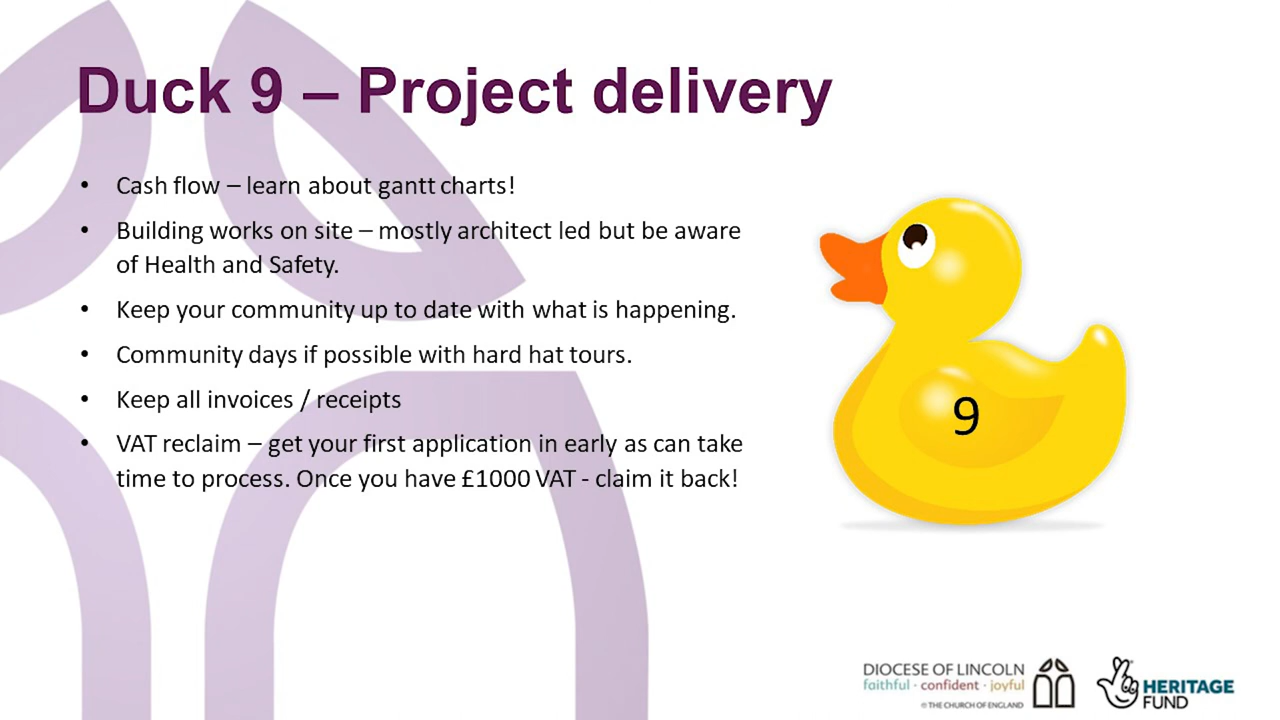 Duck 9 – Project delivery
• Cash flow – learn about gantt charts!
• Building works on site – mostly architect led but be aware
of Health and Safety.
• Keep your community up to date with what is happening.
• Community days if possible with hard hat tours.
• Keep all invoices / receipts
• VAT reclaim – get your first application in early as can take
time to process. Once you have £1000 VAT - claim it back!
9
DIOCESE OF LINCOLN
faithful · confident · joyful
© THE CHURCH OF ENGLAND
HERITAGE
FUND